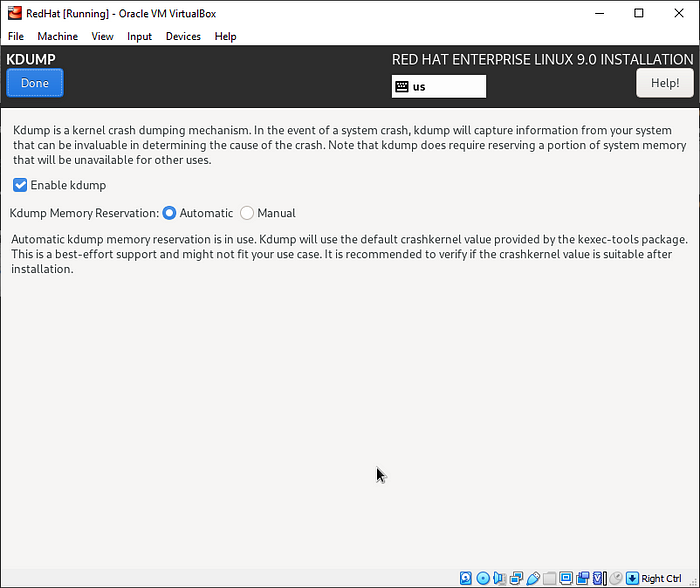 RedHat [Running] - Oracle VM VirtualBox
File Machine View Input Devices Help
KDUMP
RED HAT ENTERPRISE LINUX 9.0 INSTALLATION
Done
us
Help!
Kdump is a kernel crash dumping mechanism. In the event of a system crash, kdump will capture information from your system
that can be invaluable in determining the cause of the crash. Note that kdump does require reserving a portion of system memory
that will be unavailable for other uses.
Enable kdump
Kdump Memory Reservation: Automatic Manual
Automatic kdump memory reservation is in use. Kdump will use the default crashkernel value provided by the kexec-tools package.
This is a best-effort support and might not fit your use case. It is recommended to verify if the crashkernel value is suitable after
installation.
Right Ctrl